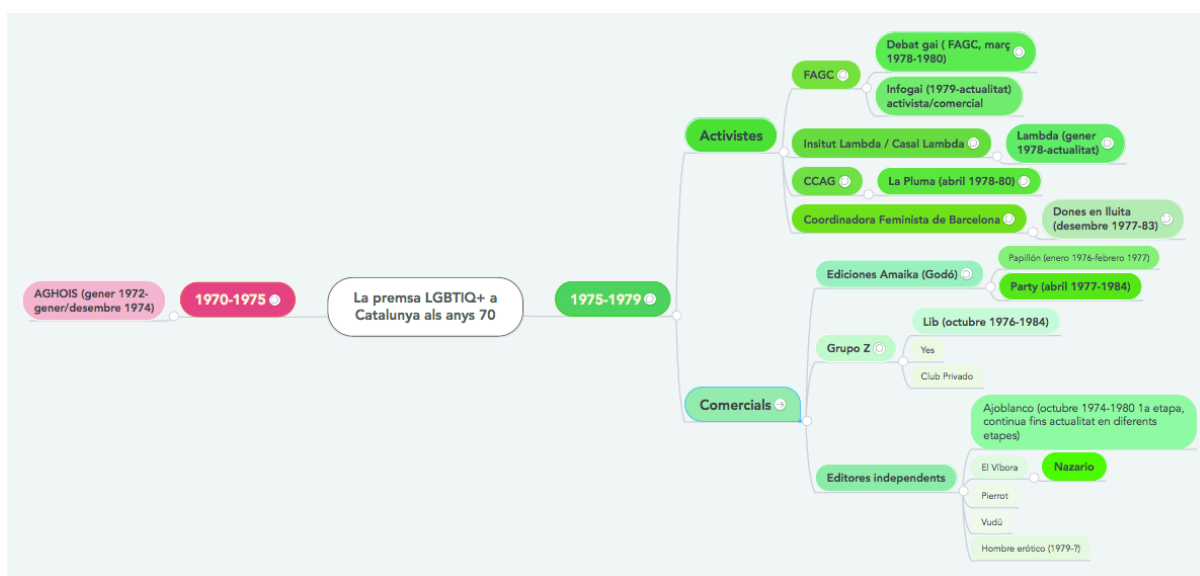 La premsa LGBTIQ+ a
Catalunya als anys 70
1970-1975
AGHOIS (gener 1972-
gener/desembre 1974)
1975-1979
Activistes
FAGC
Debat gai ( FAGC, març
1978-1980)
Infogai (1979-actualitat)
activista/comercial
Insitut Lambda / Casal Lambda
Lambda (gener
1978-actualitat)
CCAG
La Pluma (abril 1978-80)
Coordinadora Feminista de Barcelona
Dones en lluita
(desembre 1977-83)
Comercials
Ediciones Amaika (Godó)
Papillón (enero 1976-febrero 1977)
Party (abril 1977-1984)
Grupo Z
Lib (octubre 1976-1984)
Yes
Club Privado
Editores independents
Ajoblanco (octubre 1974-1980 1a etapa,
continua fins actualitat en diferents
etapes)
El Víbora
Nazario
Pierrot
Vudú
Hombre erótico (1979-?)